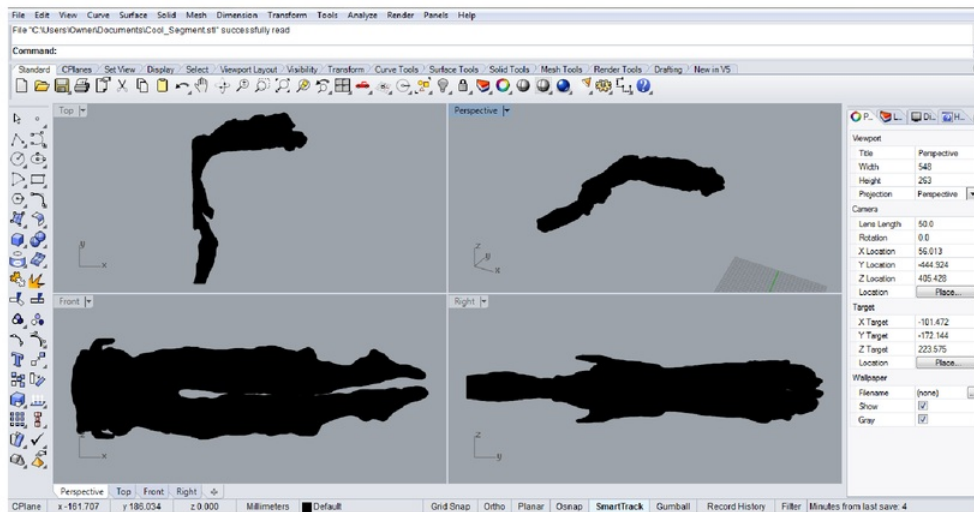 File Edit View Curve Surface Solid Mesh Dimension Transform Tools Analyze Render Panels Help
File "C:\Users\Owner\Documents\Cool_Segment.stl" successfully read
Command:
Standard CPlanes Set View Display Select Viewport Layout Visibility Transform Curve Tools Surface Tools Solid Tools Mesh Tools Render Tools Drafting New in V5
Top
y
x
Perspective
z
y
x
Front
z
x
Right
z
y
P... L... Di... H...
Viewport
Title Perspective
Width 548
Height 263
Projection Perspective
Camera
Lens Length 50.0
Rotation 0.0
X Location 56.013
Y Location -444.924
Z Location 405.428
Location Place...
Target
X Target -101.472
Y Target -172.144
Z Target 223.575
Location Place...
Wallpaper
Filename (none)
Show
Gray
Perspective Top Front Right
CPlane x -161.707 y 186.034 z 0.000 Millimeters Default Grid Snap Ortho Planar Osnap SmartTrack Gumball Record History Filter Minutes from last save: 4